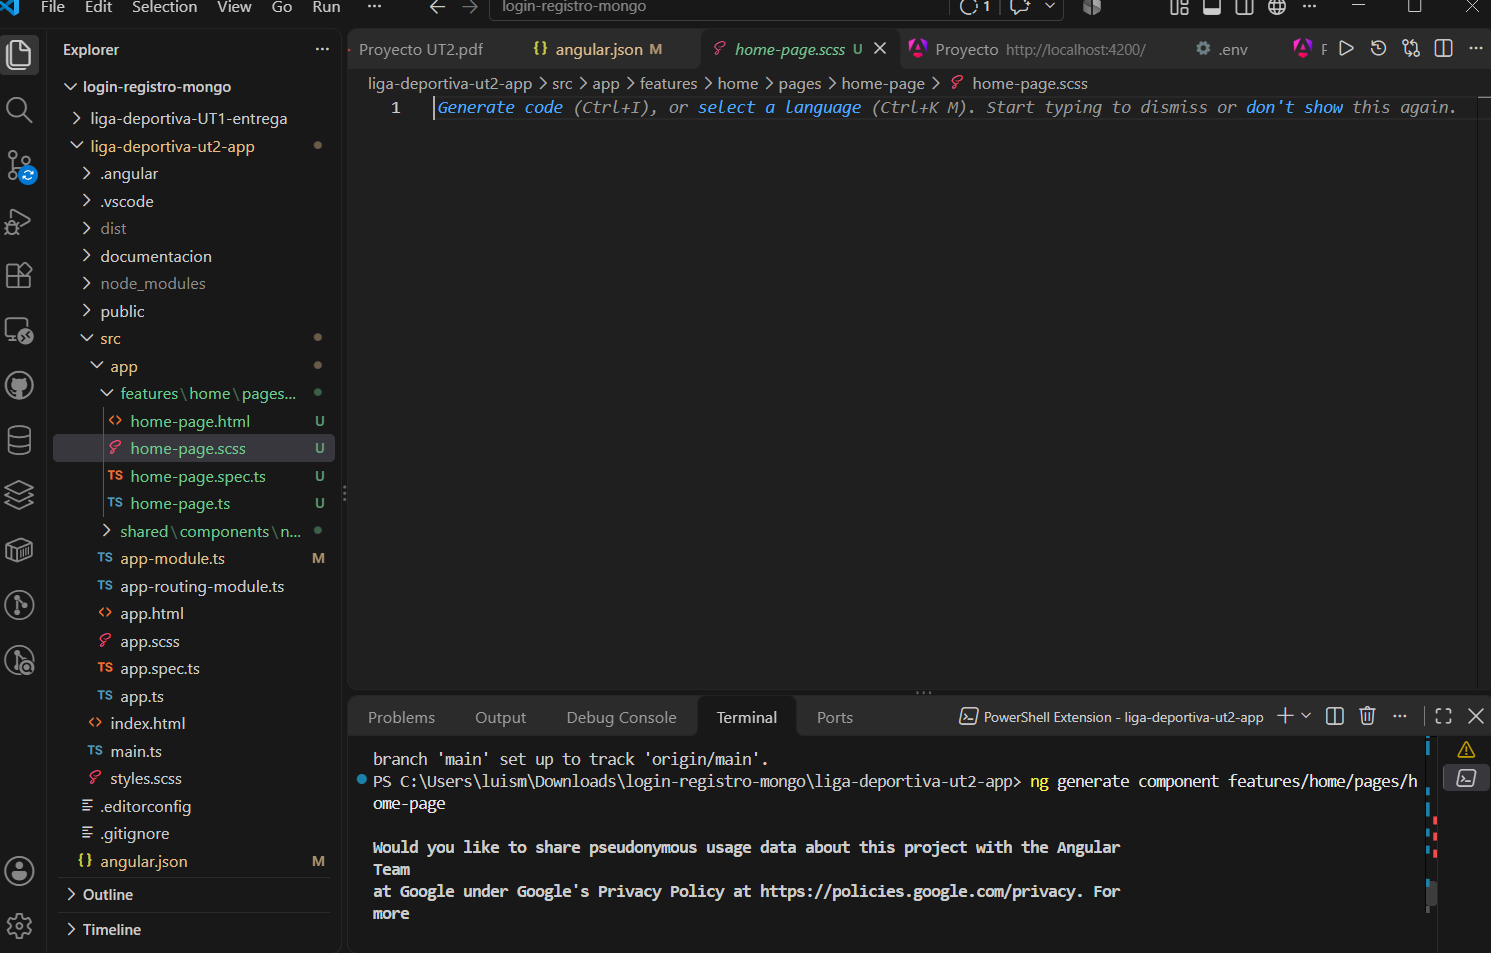 File Edit Selection View Go Run ··· login-registro-mongo 1
Explorer ···
login-registro-mongo
liga-deportiva-UT1-entrega
liga-deportiva-ut2-app
.angular
.vscode
dist
documentacion
node_modules
public
src
app
features\home\pages...
home-page.html U
home-page.scss U
home-page.spec.ts U
TS home-page.ts U
shared\components\n...
TS app-module.ts M
TS app-routing-module.ts
app.html
app.scss
TS app.spec.ts
TS app.ts
index.html
TS main.ts
styles.scss
.editorconfig
.gitignore
{} angular.json M
Outline
Timeline
Proyecto UT2.pdf {} angular.json M home-page.scss U Proyecto http://localhost:4200/ .env
liga-deportiva-ut2-app > src > app > features > home > pages > home-page > home-page.scss
1 Generate code (Ctrl+I), or select a language (Ctrl+K M). Start typing to dismiss or don't show this again.
Problems Output Debug Console Terminal Ports PowerShell Extension - liga-deportiva-ut2-app
branch 'main' set up to track 'origin/main'.
PS C:\Users\luism\Downloads\login-registro-mongo\liga-deportiva-ut2-app> ng generate component features/home/pages/h
ome-page
Would you like to share pseudonymous usage data about this project with the Angular
Team
at Google under Google's Privacy Policy at https://policies.google.com/privacy. For
more